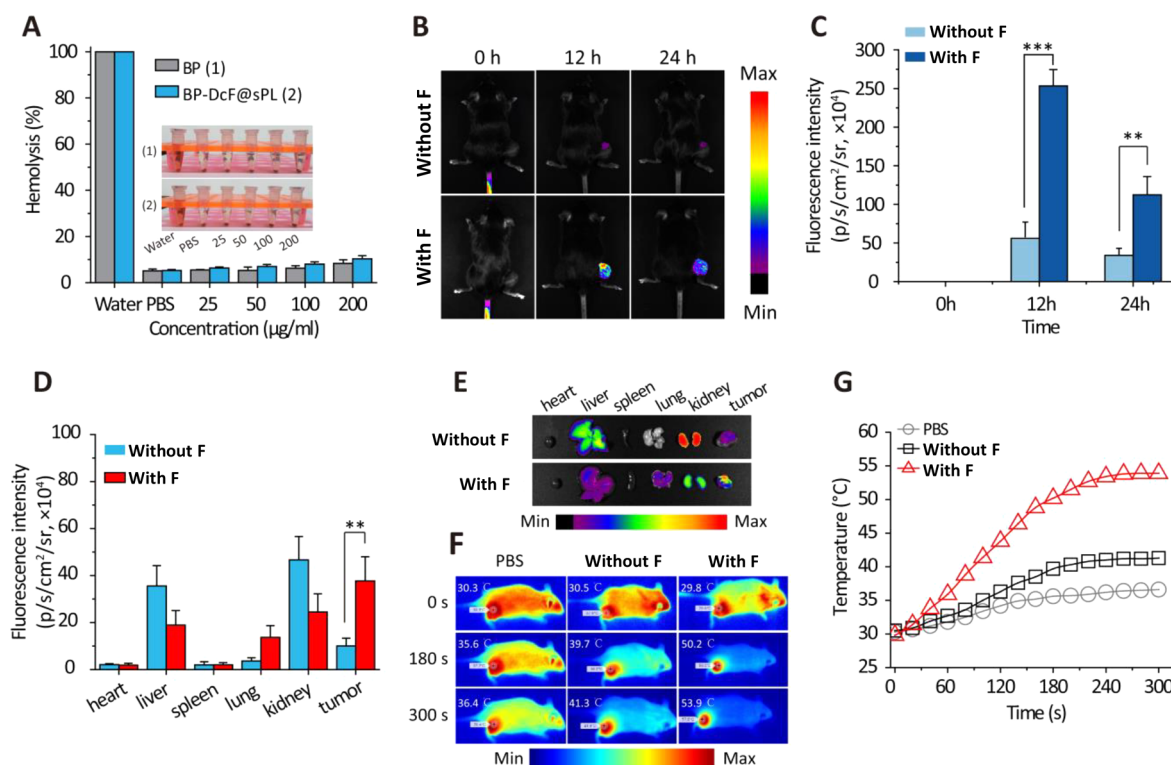 A
Hemolysis (%)
100
80
60
40
20
0
BP (1)
BP-DcF@sPL (2)
(1)
(2)
Water PBS 25 50 100 200
Water PBS 25 50 100 200
Concentration (μg/ml)
B
0 h 12 h 24 h
Without F
With F
Max
Min
C
Without F
With F
Fluorescence intensity
(p/s/cm²/sr, ×10⁴)
300
250
200
150
100
50
0
***
**
0h 12h 24h
Time
D
Fluorescence intensity
(p/s/cm²/sr, ×10⁴)
100
80
60
40
20
0
Without F
With F
**
heart liver spleen lung kidney tumor
E
heart liver spleen lung kidney tumor
Without F
With F
Min Max
F
PBS Without F With F
0 s
30.3 C 30.5 C 29.8 C
180 s
35.6 C 39.7 C 50.2 C
300 s
36.4 C 41.3 C 53.9 C
Min Max
G
PBS
Without F
With F
Temperature (°C)
60
55
50
45
40
35
30
25
0 60 120 180 240 300
Time (s)